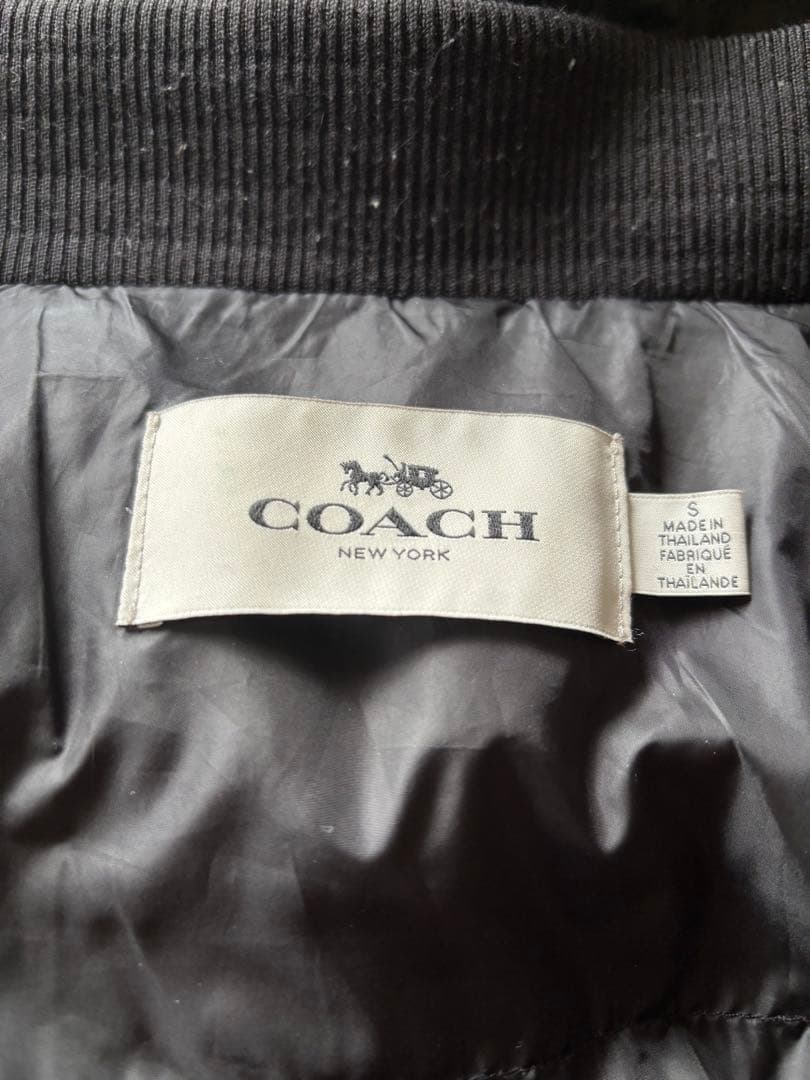 COACH
NEW YORK
S
MADE IN
THAILAND
FABRIQUÉ
EN
THAÏLANDE